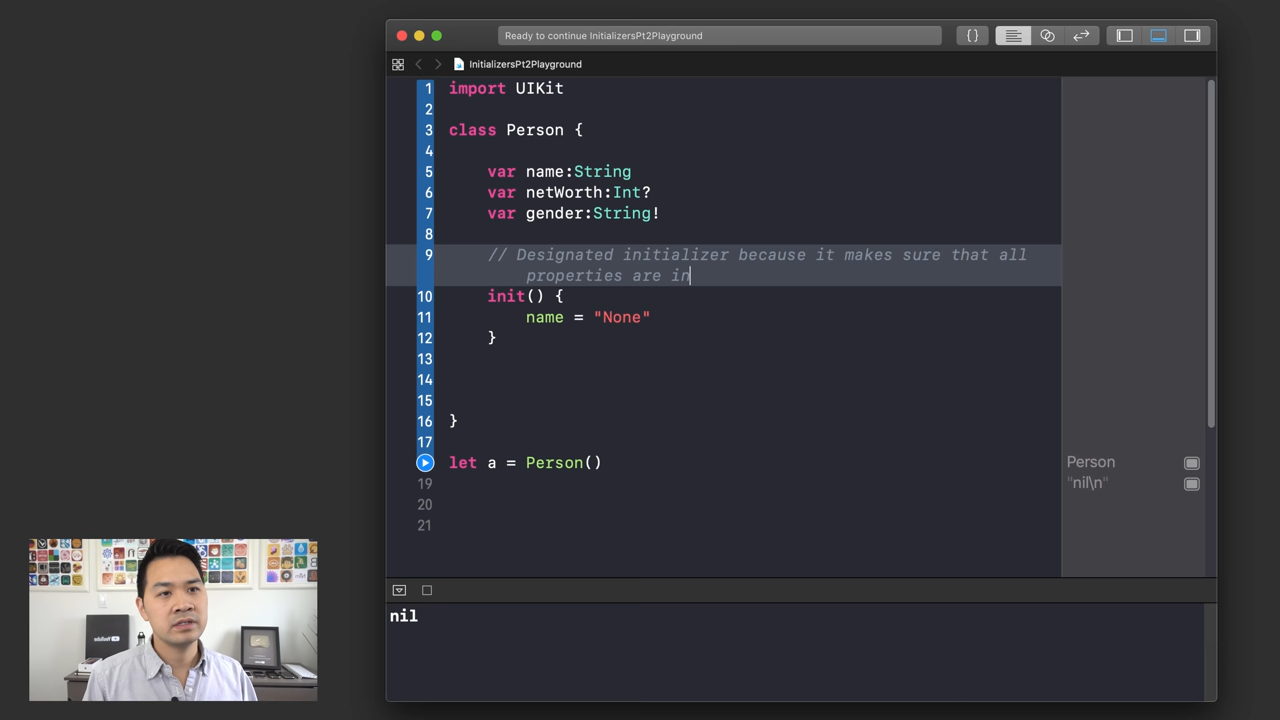 Ready to continue InitializersPt2Playground
InitializersPt2Playground
1 import UIKit
2
3 class Person {
4
5 var name:String
6 var netWorth:Int?
7 var gender:String!
8
9 // Designated initializer because it makes sure that all
properties are in
10 init() {
11 name = "None"
12 }
13
14
15
16 }
17
let a = Person() Person
19 "nil\n"
20
21
nil
YouTube